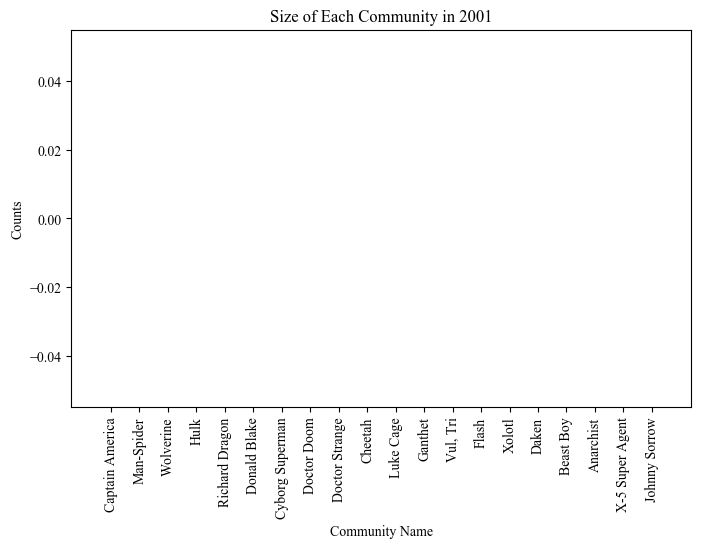 Size of Each Community in 2001
0.04
0.02
0.00
−0.02
−0.04
Counts
Captain America
Man-Spider
Wolverine
Hulk
Richard Dragon
Donald Blake
Cyborg Superman
Doctor Doom
Doctor Strange
Cheetah
Luke Cage
Ganthet
Vul, Tri
Flash
Xolotl
Daken
Beast Boy
Anarchist
X-5 Super Agent
Johnny Sorrow
Community Name